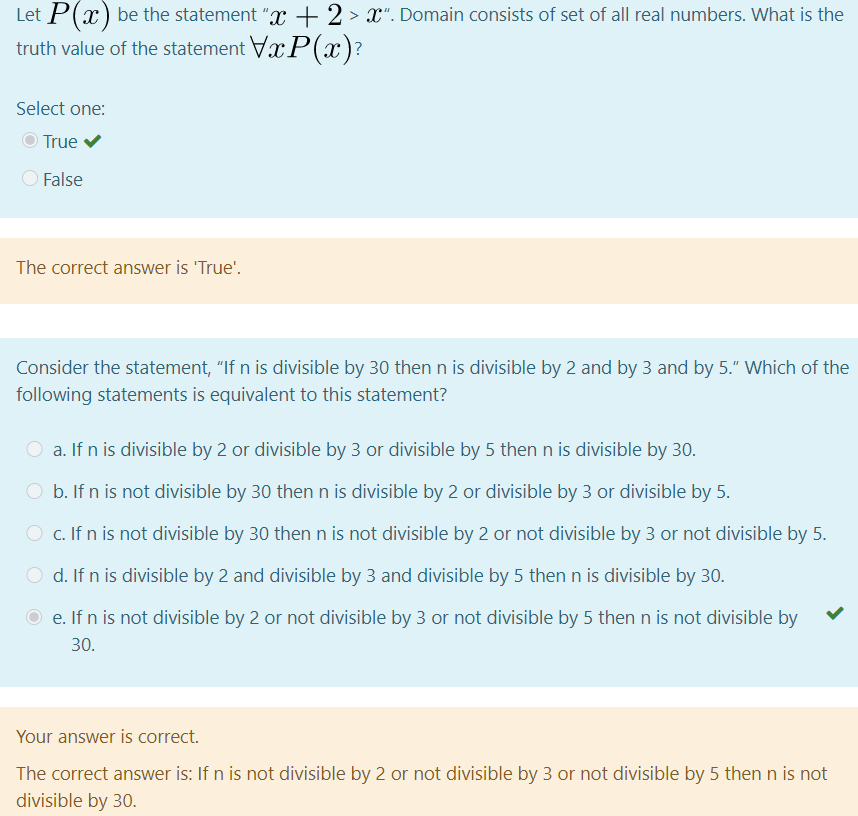 Let P(x) be the statement “x + 2 > x“. Domain consists of set of all real numbers. What is the
truth value of the statement ∀xP(x)?
Select one:
True
False
The correct answer is 'True'.
Consider the statement, “If n is divisible by 30 then n is divisible by 2 and by 3 and by 5.” Which of the
following statements is equivalent to this statement?
a. If n is divisible by 2 or divisible by 3 or divisible by 5 then n is divisible by 30.
b. If n is not divisible by 30 then n is divisible by 2 or divisible by 3 or divisible by 5.
c. If n is not divisible by 30 then n is not divisible by 2 or not divisible by 3 or not divisible by 5.
d. If n is divisible by 2 and divisible by 3 and divisible by 5 then n is divisible by 30.
e. If n is not divisible by 2 or not divisible by 3 or not divisible by 5 then n is not divisible by
30.
Your answer is correct.
The correct answer is: If n is not divisible by 2 or not divisible by 3 or not divisible by 5 then n is not
divisible by 30.